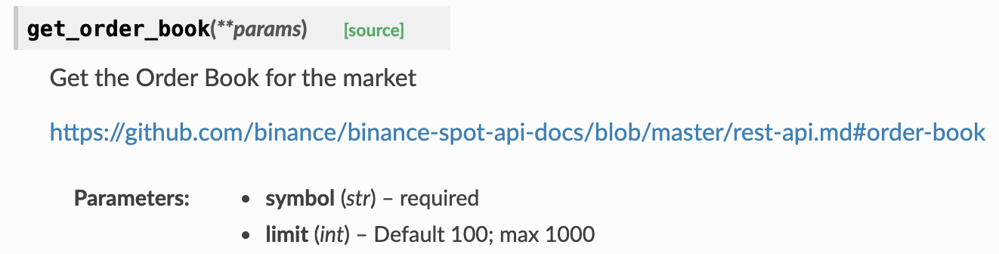 get_order_book(**params) [source]
Get the Order Book for the market
https://github.com/binance/binance-spot-api-docs/blob/master/rest-api.md#order-book
Parameters: • symbol (str) – required
• limit (int) – Default 100; max 1000